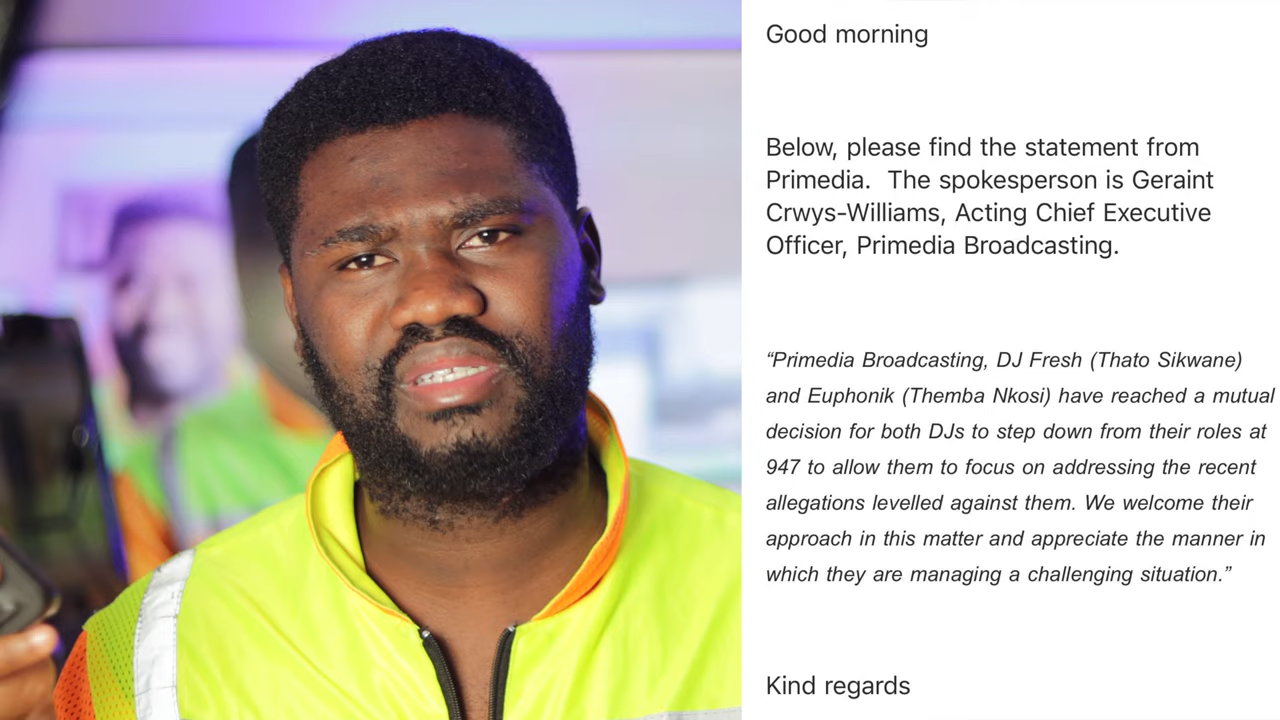 Good morning
Below, please find the statement from
Primedia.  The spokesperson is Geraint
Crwys-Williams, Acting Chief Executive
Officer, Primedia Broadcasting.
“Primedia Broadcasting, DJ Fresh (Thato Sikwane)
and Euphonik (Themba Nkosi) have reached a mutual
decision for both DJs to step down from their roles at
947 to allow them to focus on addressing the recent
allegations levelled against them. We welcome their
approach in this matter and appreciate the manner in
which they are managing a challenging situation.”
Kind regards